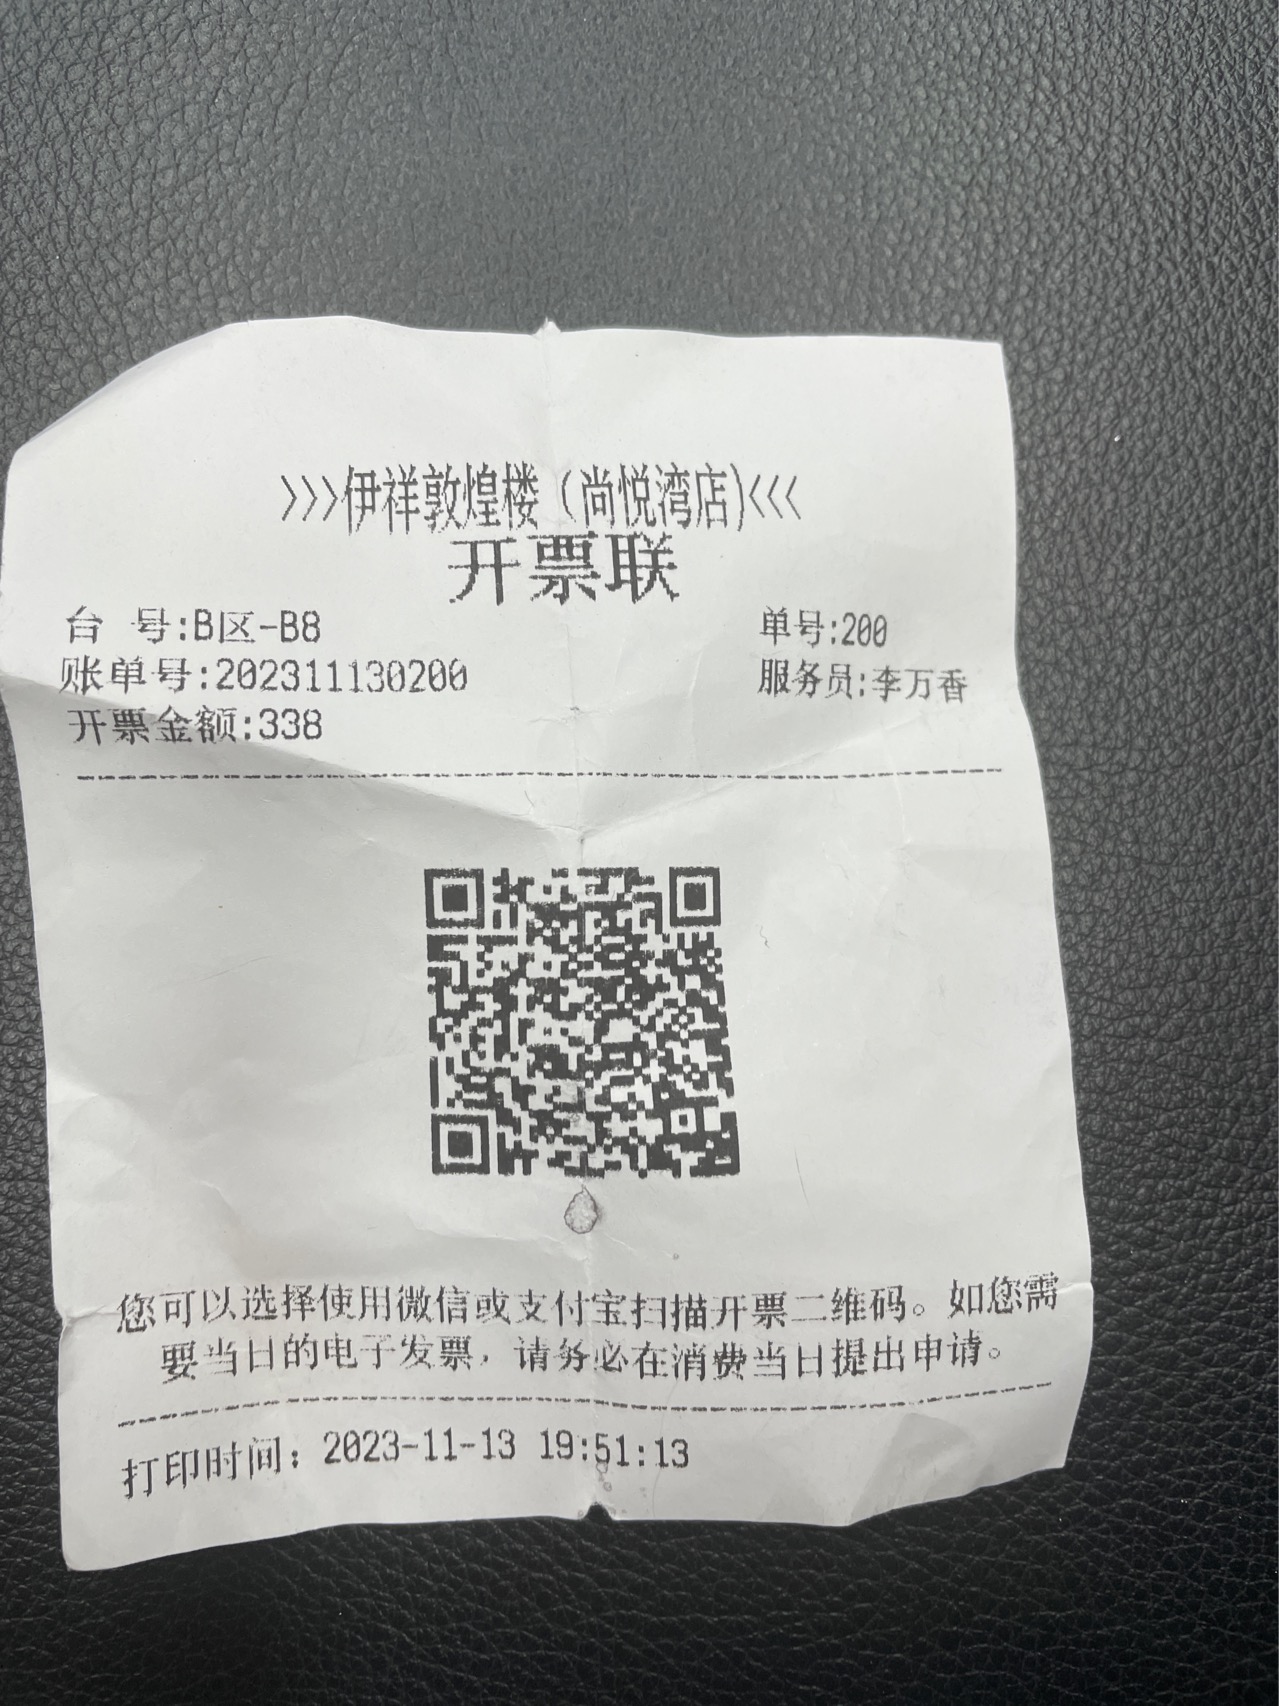 >>>伊祥敦煌楼（尚悦湾店)<<<
开票联
台 号:B区-B8 单号:200
账单号:202311130200 服务员:李万香
开票金额:338
您可以选择使用微信或支付宝扫描开票二维码。如您需
要当日的电子发票，请务必在消费当日提出申请。
打印时间：2023-11-13 19:51:13